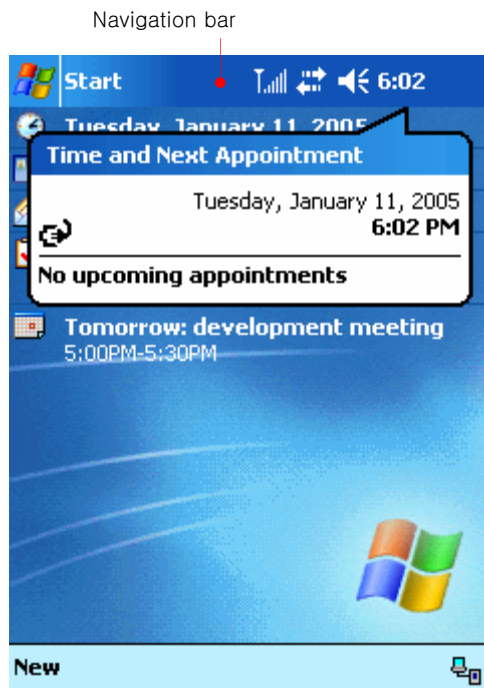 Navigation bar
Start 6:02
Tuesday, January 11, 2005
Time and Next Appointment
Tuesday, January 11, 2005
6:02 PM
No upcoming appointments
Tomorrow: development meeting
5:00PM-5:30PM
New